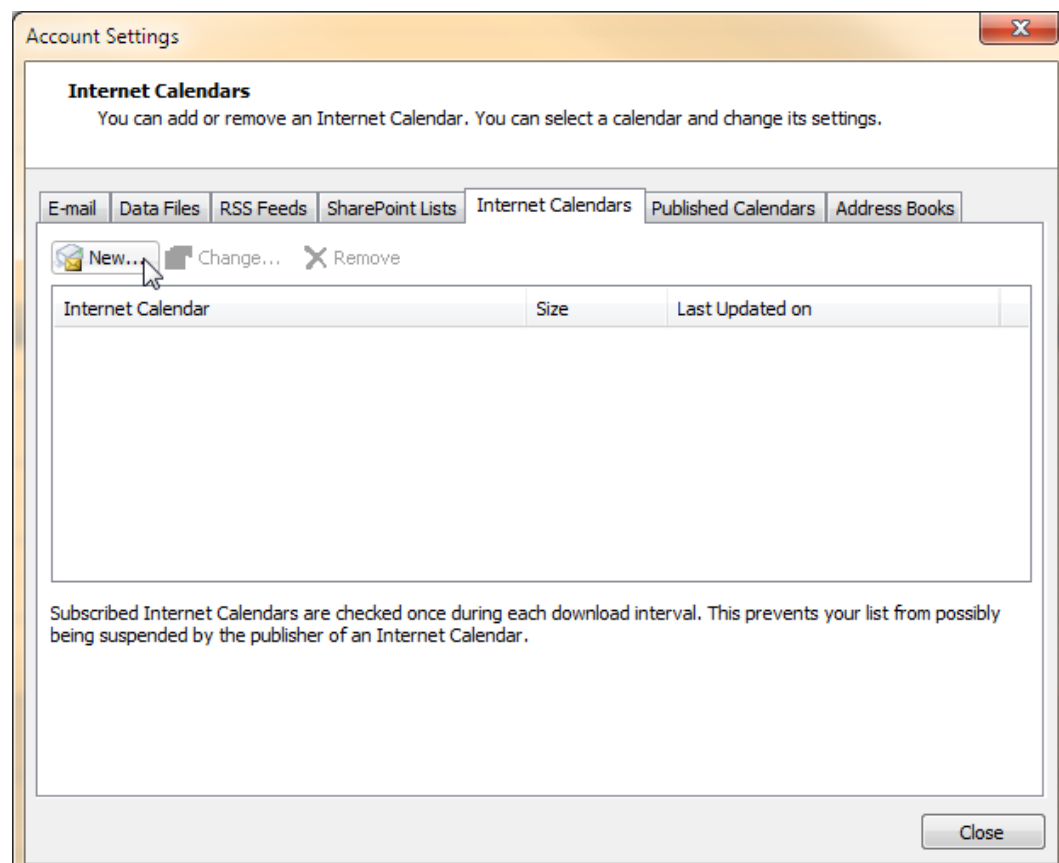 Account Settings
Internet Calendars
You can add or remove an Internet Calendar. You can select a calendar and change its settings.
E-mail Data Files RSS Feeds SharePoint Lists Internet Calendars Published Calendars Address Books
New... Change... Remove
Internet Calendar Size Last Updated on
Subscribed Internet Calendars are checked once during each download interval. This prevents your list from possibly
being suspended by the publisher of an Internet Calendar.
Close